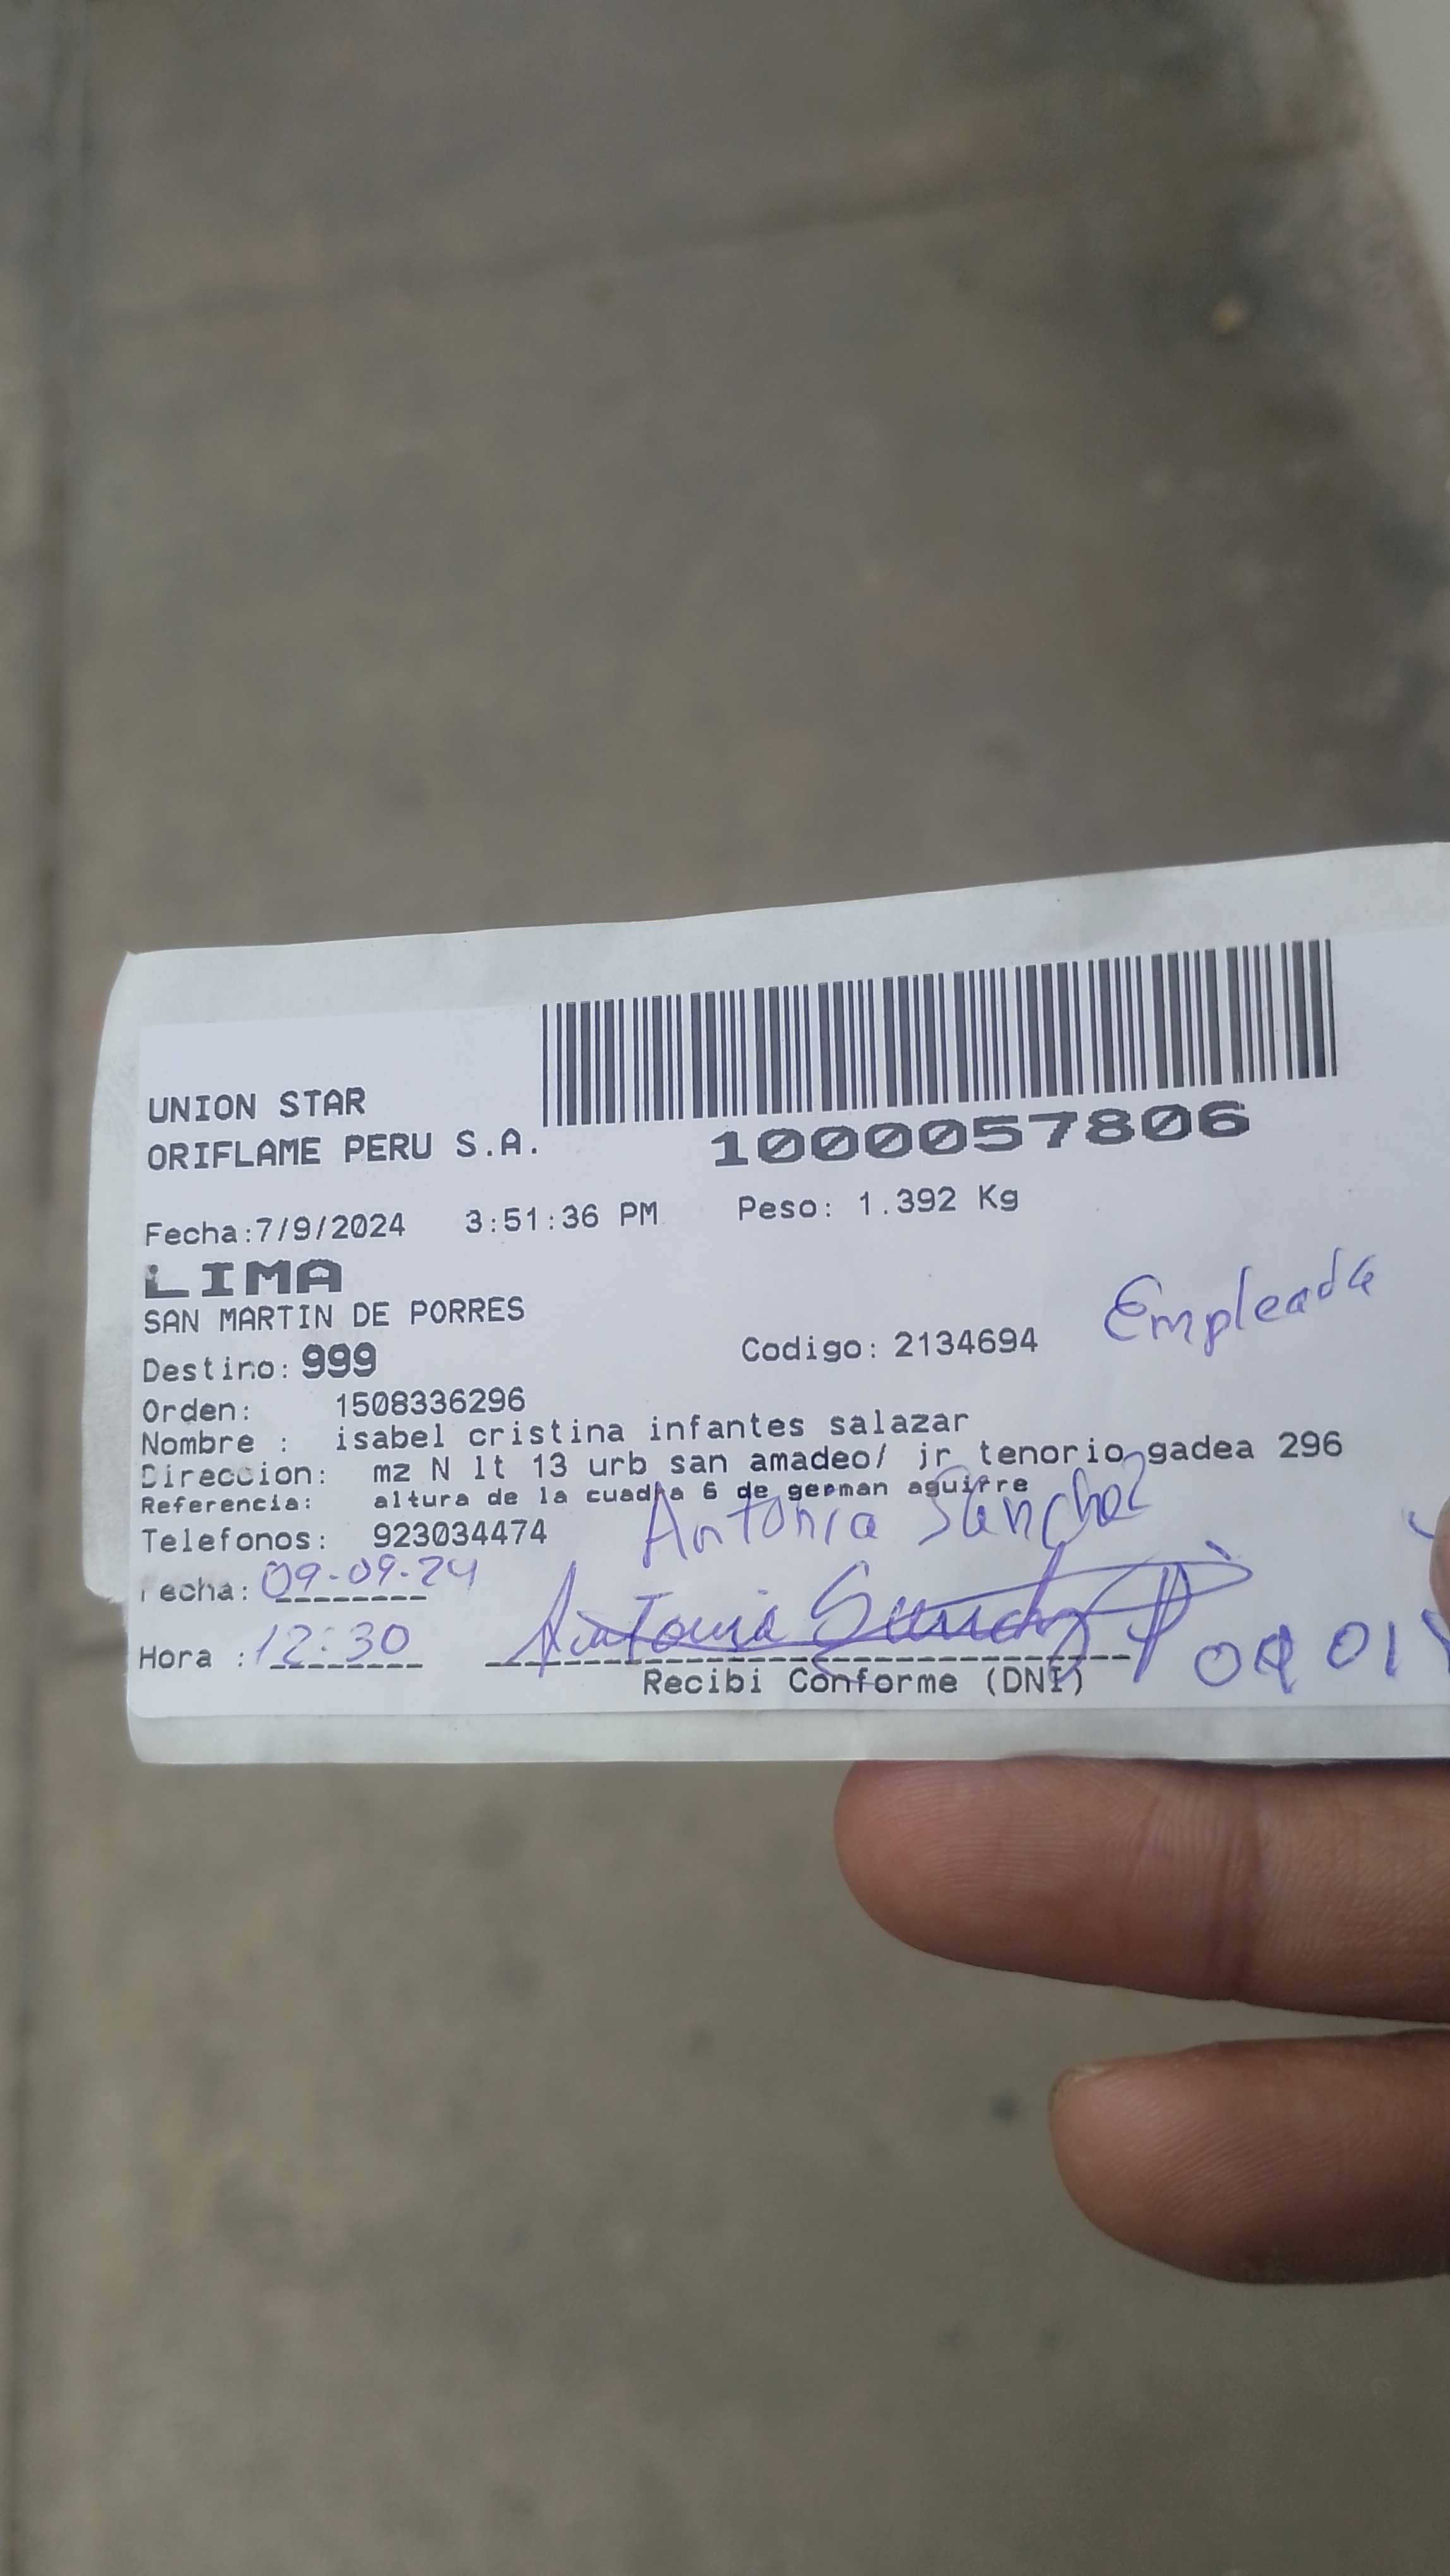 UNION STAR
ORIFLAME PERU S.A.
1000057806
Fecha:7/9/2024 3:51:36 PM Peso: 1.392 Kg
LIMA
SAN MARTIN DE PORRES
Empleada
Destino: 999 Codigo: 2134694
Orden: 1508336296
Nombre : isabel cristina infantes salazar
Direccion: mz N lt 13 urb san amadeo/ jr tenorio gadea 296
Referencia: altura de la cuadra 6 de german aguirre
Telefonos: 923034474 Antonia Sanchez
Fecha: 09-09-24
Hora : 12:30 Antonia Sanchez
Recibi Conforme (DNI)